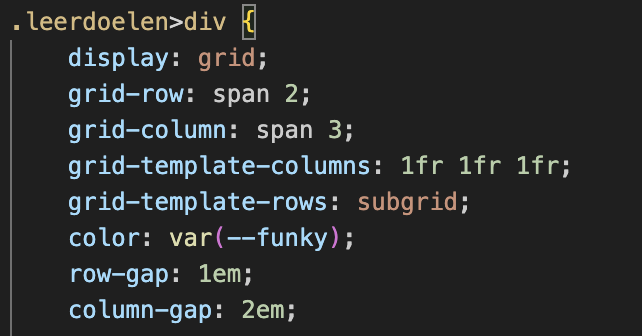 .leerdoelen>div {
display: grid;
grid-row: span 2;
grid-column: span 3;
grid-template-columns: 1fr 1fr 1fr;
grid-template-rows: subgrid;
color: var(--funky);
row-gap: 1em;
column-gap: 2em;